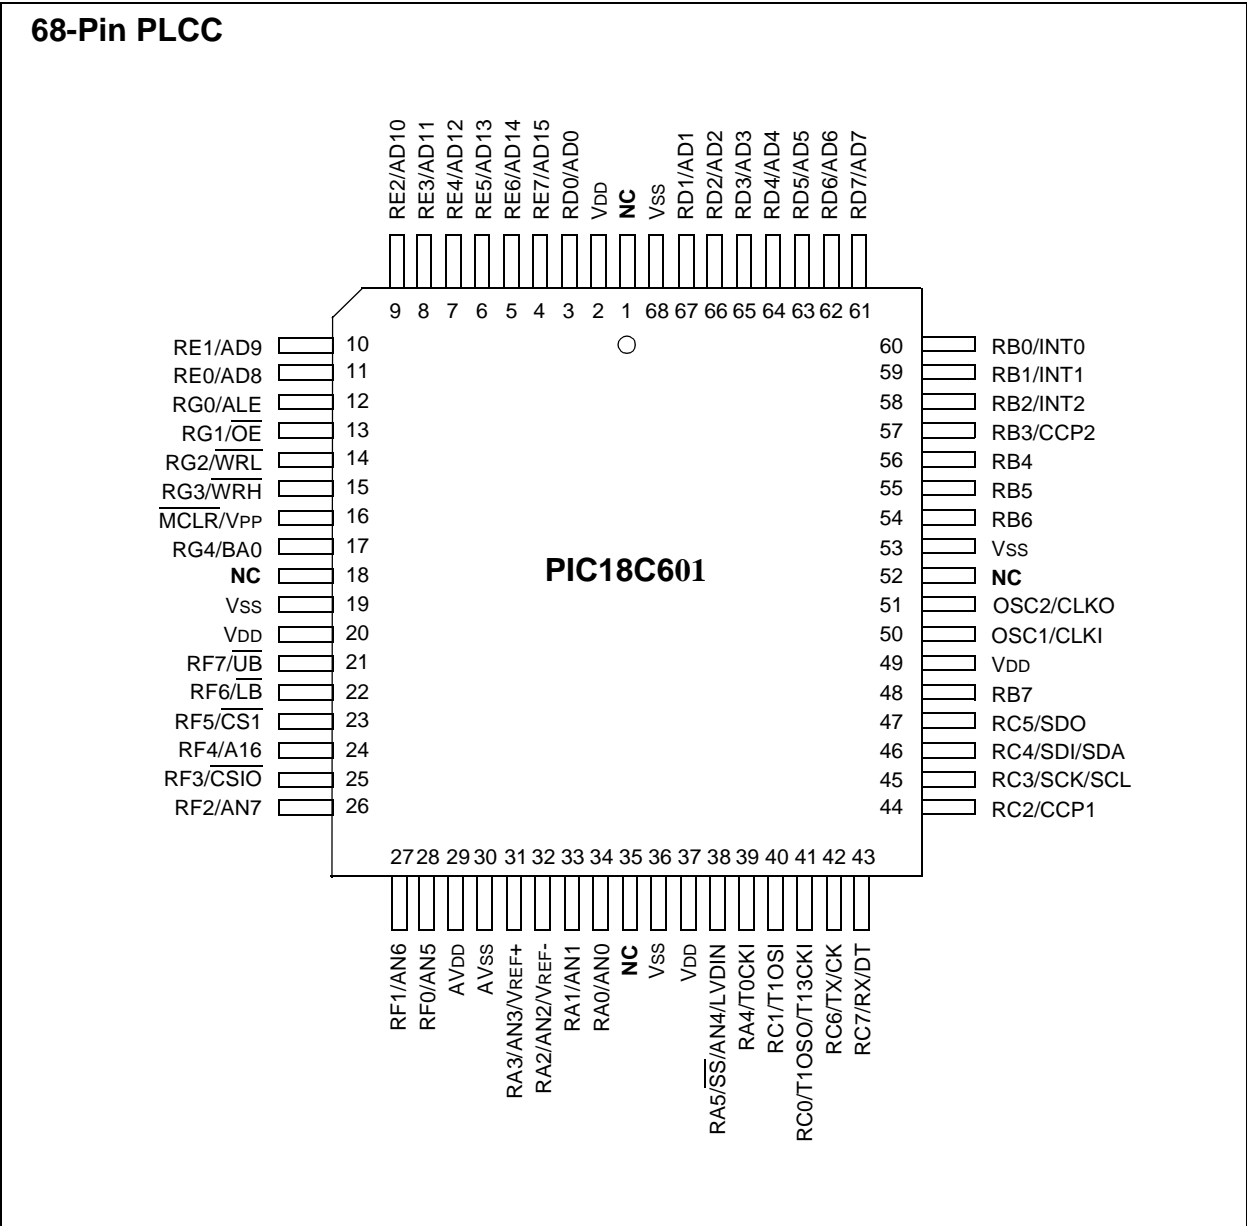 68-Pin PLCC
RE2/AD10
RE3/AD11
RE4/AD12
RE5/AD13
RE6/AD14
RE7/AD15
RD0/AD0
VDD
NC
VSS
RD1/AD1
RD2/AD2
RD3/AD3
RD4/AD4
RD5/AD5
RD6/AD6
RD7/AD7
9 8 7 6 5 4 3 2 1 68 67 66 65 64 63 62 61
RE1/AD9 10
RE0/AD8 11
RG0/ALE 12
RG1/OE 13
RG2/WRL 14
RG3/WRH 15
MCLR/VPP 16
RG4/BA0 17
NC 18
VSS 19
VDD 20
RF7/UB 21
RF6/LB 22
RF5/CS1 23
RF4/A16 24
RF3/CSIO 25
RF2/AN7 26
PIC18C601
60 RB0/INT0
59 RB1/INT1
58 RB2/INT2
57 RB3/CCP2
56 RB4
55 RB5
54 RB6
53 VSS
52 NC
51 OSC2/CLKO
50 OSC1/CLKI
49 VDD
48 RB7
47 RC5/SDO
46 RC4/SDI/SDA
45 RC3/SCK/SCL
44 RC2/CCP1
27 28 29 30 31 32 33 34 35 36 37 38 39 40 41 42 43
RF1/AN6
RF0/AN5
AVDD
AVSS
RA3/AN3/VREF+
RA2/AN2/VREF-
RA1/AN1
RA0/AN0
NC
VSS
VDD
RA5/SS/AN4/LVDIN
RA4/T0CKI
RC1/T1OSI
RC0/T1OSO/T13CKI
RC6/TX/CK
RC7/RX/DT